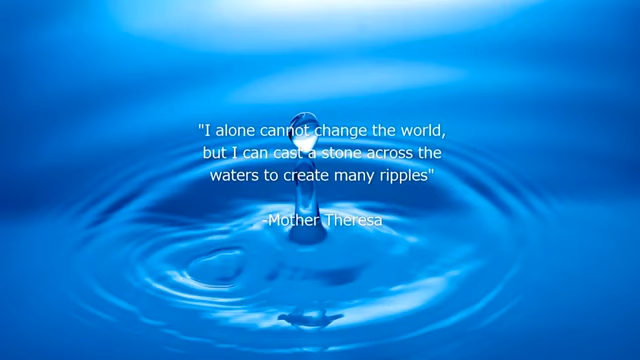 "I alone cannot change the world,
but I can cast a stone across the
waters to create many ripples"
-Mother Theresa